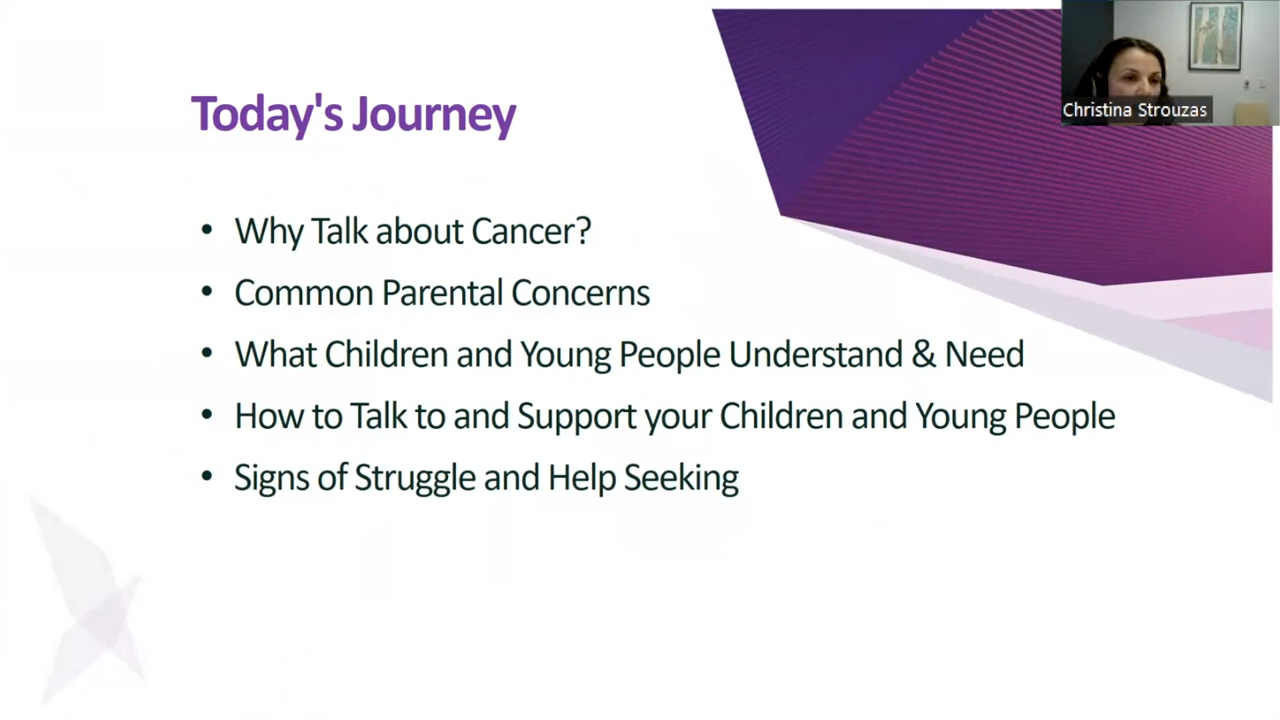 Today's Journey
Christina Strouzas
• Why Talk about Cancer?
• Common Parental Concerns
• What Children and Young People Understand & Need
• How to Talk to and Support your Children and Young People
• Signs of Struggle and Help Seeking